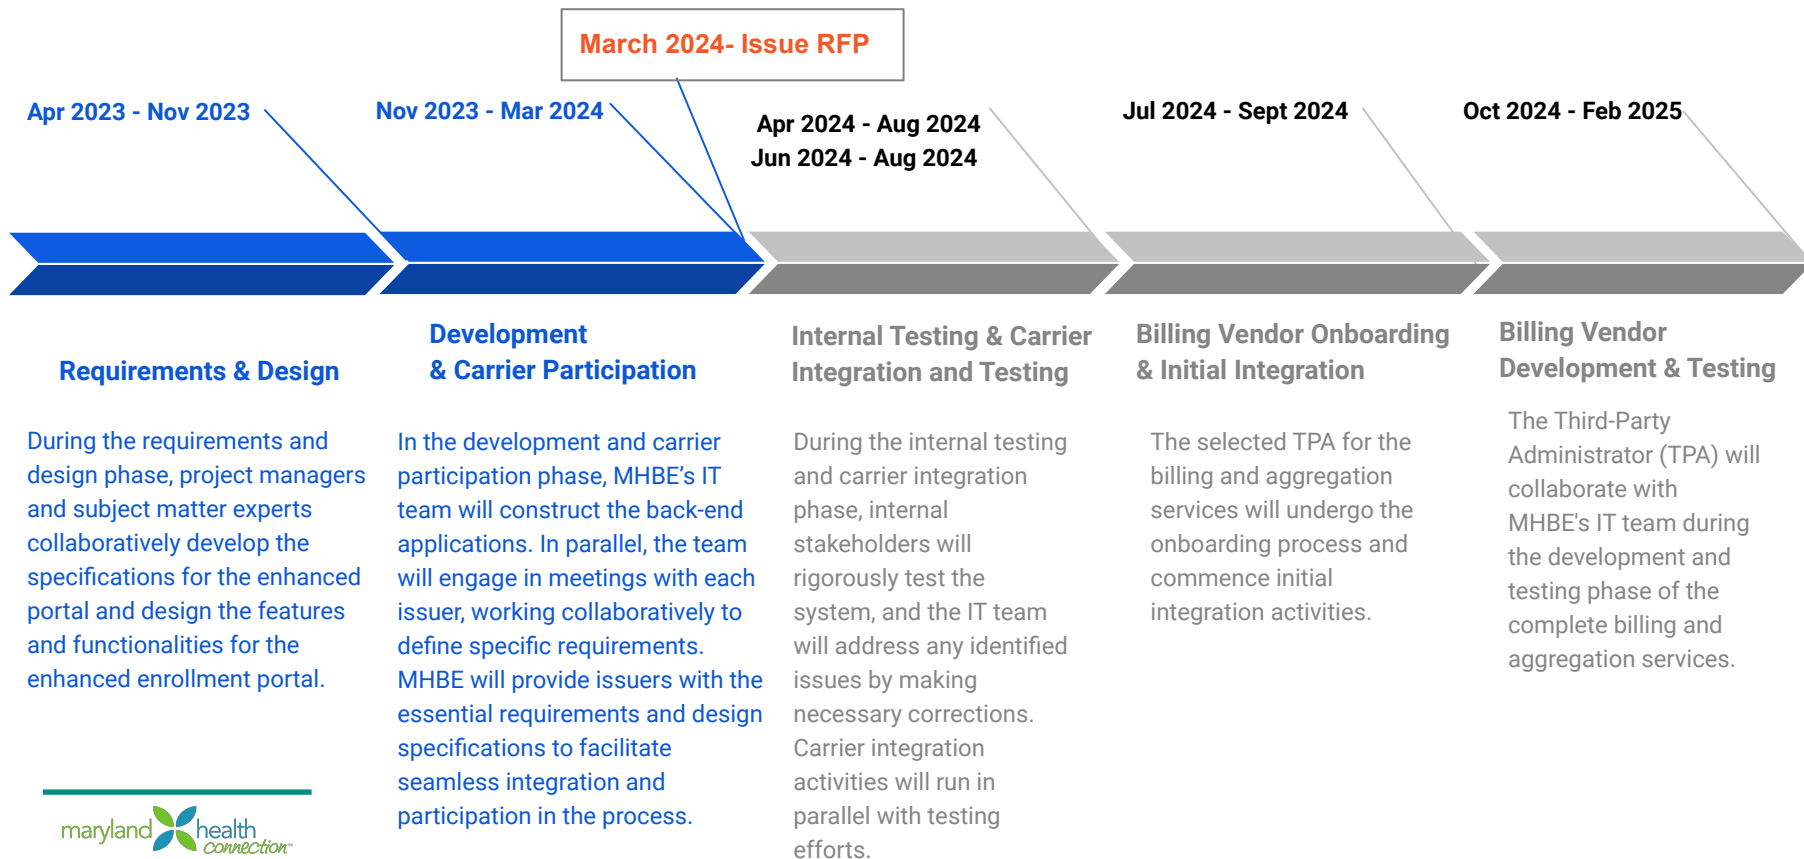 March 2024- Issue RFP
Apr 2023 - Nov 2023
Nov 2023 - Mar 2024
Apr 2024 - Aug 2024
Jun 2024 - Aug 2024
Jul 2024 - Sept 2024
Oct 2024 - Feb 2025
Requirements & Design
During the requirements and
design phase, project managers
and subject matter experts
collaboratively develop the
specifications for the enhanced
portal and design the features
and functionalities for the
enhanced enrollment portal.
Development
& Carrier Participation
In the development and carrier
participation phase, MHBE’s IT
team will construct the back-end
applications. In parallel, the team
will engage in meetings with each
issuer, working collaboratively to
define specific requirements.
MHBE will provide issuers with the
essential requirements and design
specifications to facilitate
seamless integration and
participation in the process.
Internal Testing & Carrier
Integration and Testing
During the internal testing
and carrier integration
phase, internal
stakeholders will
rigorously test the
system, and the IT team
will address any identified
issues by making
necessary corrections.
Carrier integration
activities will run in
parallel with testing
efforts.
Billing Vendor Onboarding
& Initial Integration
The selected TPA for the
billing and aggregation
services will undergo the
onboarding process and
commence initial
integration activities.
Billing Vendor
Development & Testing
The Third-Party
Administrator (TPA) will
collaborate with
MHBE's IT team during
the development and
testing phase of the
complete billing and
aggregation services.
maryland health
connection™